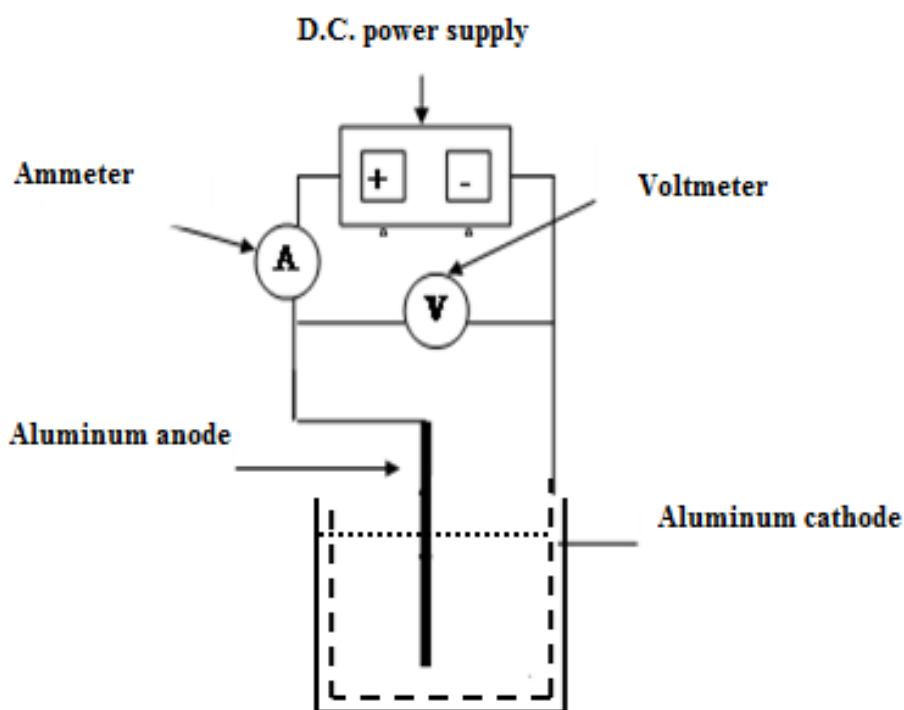 D.C. power supply
Ammeter
+ -
Voltmeter
A
V
Aluminum anode
Aluminum cathode